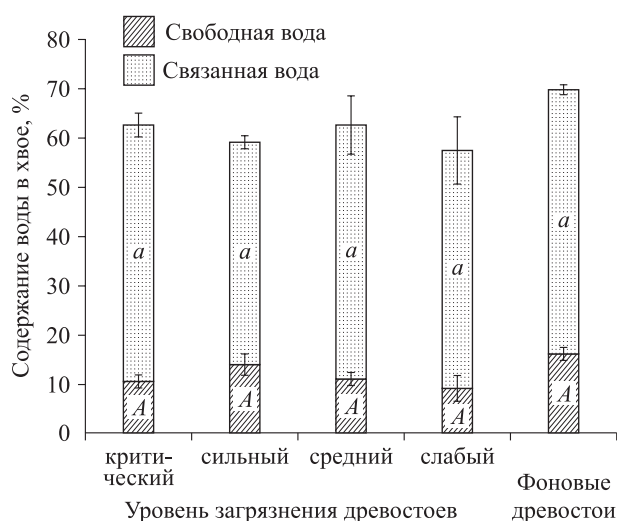 Свободная вода
Связанная вода
Содержание воды в хвое, %
80
70
60
50
40
30
20
10
0
a a a a a
A A A A A
крити-
ческий
сильный
средний
слабый
Фоновые
древостои
Уровень загрязнения древостоев